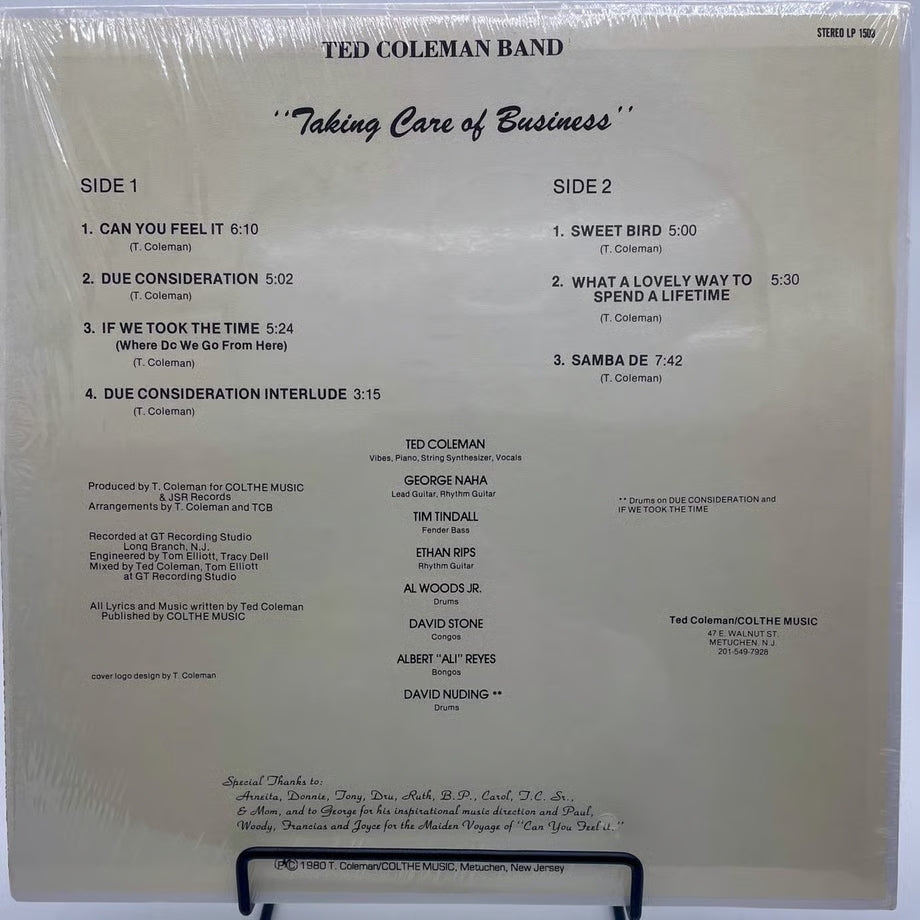 TED COLEMAN BAND
STEREO LP 1503
"Taking Care of Business"
SIDE 1
1. CAN YOU FEEL IT 6:10
(T. Coleman)
2. DUE CONSIDERATION 5:02
(T. Coleman)
3. IF WE TOOK THE TIME 5:24
(Where Do We Go From Here)
(T. Coleman)
4. DUE CONSIDERATION INTERLUDE 3:15
(T. Coleman)
SIDE 2
1. SWEET BIRD 5:00
(T. Coleman)
2. WHAT A LOVELY WAY TO 5:30
SPEND A LIFETIME
(T. Coleman)
3. SAMBA DE 7:42
(T. Coleman)
Produced by T. Coleman for COLTHE MUSIC
& JSR Records
Arrangements by T. Coleman and TCB
Recorded at GT Recording Studio
Long Branch, N.J.
Engineered by Tom Elliott, Tracy Dell
Mixed by Ted Coleman, Tom Elliott
at GT Recording Studio
All Lyrics and Music written by Ted Coleman
Published by COLTHE MUSIC
cover logo design by T. Coleman
TED COLEMAN
Vibes, Piano, String Synthesizer, Vocals
GEORGE NAHA
Lead Guitar, Rhythm Guitar
TIM TINDALL
Fender Bass
ETHAN RIPS
Rhythm Guitar
AL WOODS JR.
Drums
DAVID STONE
Congos
ALBERT "ALI" REYES
Bongos
DAVID NUDING **
Drums
** Drums on DUE CONSIDERATION and
IF WE TOOK THE TIME
Ted Coleman/COLTHE MUSIC
47 E. WALNUT ST.
METUCHEN, N.J.
201-549-7928
Special Thanks to:
Arneita, Donnie, Tony, Dru, Ruth, B.P., Carol, T.C. Sr.,
& Mom, and to George for his inspirational music direction and Paul,
Woody, Francias and Joyce for the Maiden Voyage of "Can You Feel it."
℗© 1980 T. Coleman/COLTHE MUSIC, Metuchen, New Jersey